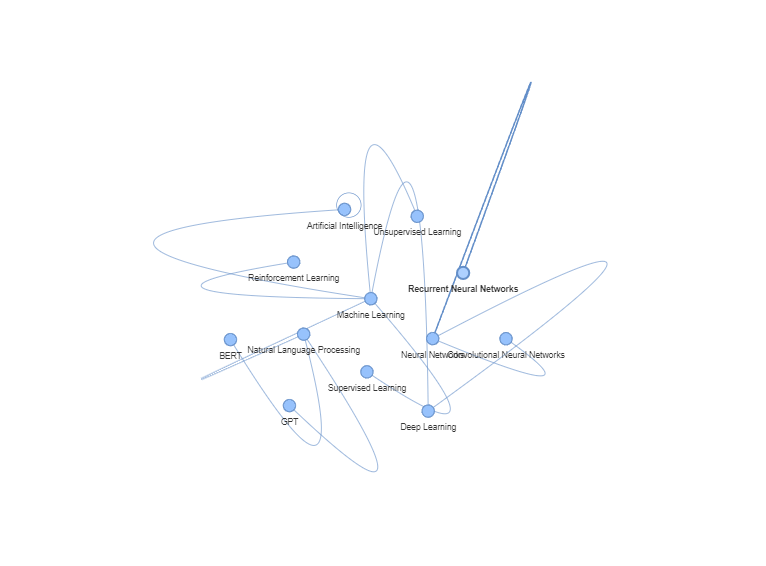 Artificial Intelligence
Unsupervised Learning
Reinforcement Learning
Recurrent Neural Networks
Machine Learning
BERT
Natural Language Processing
Neural Networks
Convolutional Neural Networks
Supervised Learning
GPT
Deep Learning